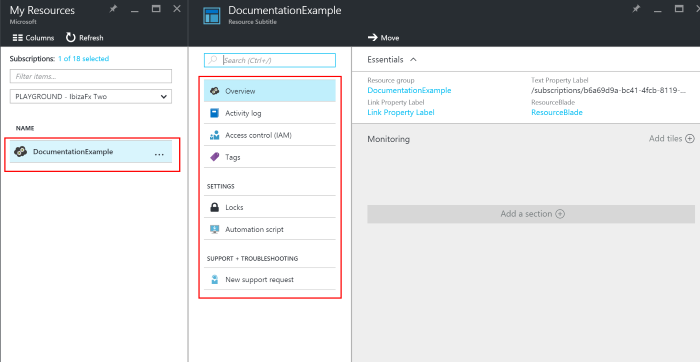 My Resources
Microsoft
Columns
Refresh
Subscriptions: 1 of 18 selected
Filter items...
PLAYGROUND - IbizaFx Two
NAME
DocumentationExample
...
DocumentationExample
Resource Subtitle
Search (Ctrl+/)
Overview
Activity log
Access control (IAM)
Tags
SETTINGS
Locks
Automation script
SUPPORT + TROUBLESHOOTING
New support request
Move
Essentials
Resource group
DocumentationExample
Link Property Label
Link Property Label
Text Property Label
/subscriptions/b6a69d9a-bc41-4fcb-8119-...
ResourceBlade
ResourceBlade
Monitoring
Add tiles
Add a section